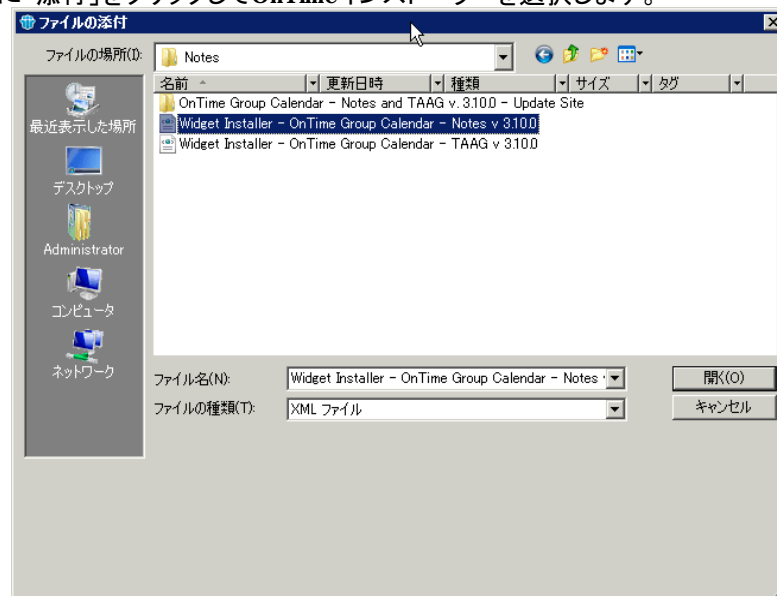 に「添付」をクリックしてOnTimeインストーラーを選択します。
ファイルの添付
ファイルの場所(I):
Notes
名前
更新日時
種類
サイズ
タグ
OnTime Group Calendar - Notes and TAAG v. 3.10.0 - Update Site
Widget Installer - OnTime Group Calendar - Notes v 3.10.0
Widget Installer - OnTime Group Calendar - TAAG v 3.10.0
最近表示した場所
デスクトップ
Administrator
コンピュータ
ネットワーク
ファイル名(N):
Widget Installer - OnTime Group Calendar - Notes
開く(O)
ファイルの種類(T):
XML ファイル
キャンセル